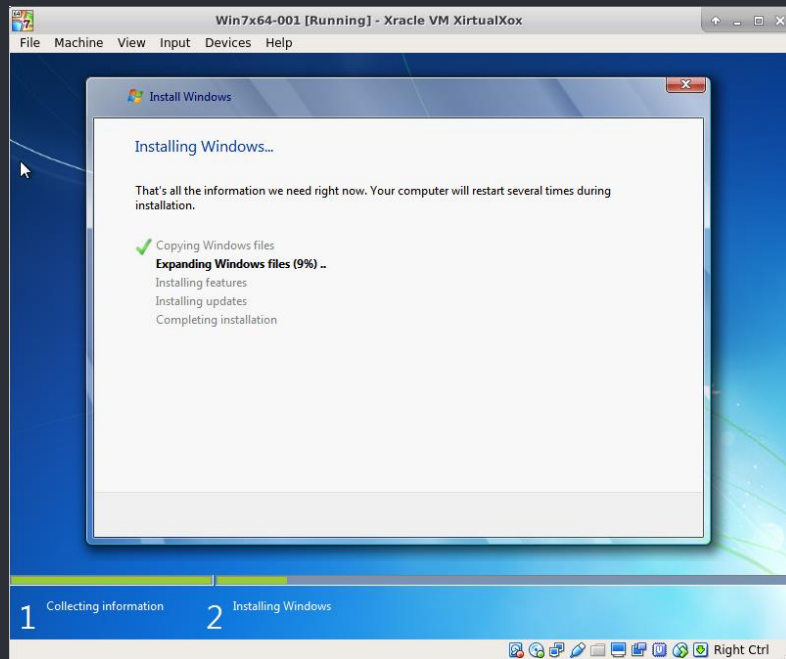 Win7x64-001 [Running] - Xracle VM XirtualXox
File Machine View Input Devices Help
Install Windows
Installing Windows...
That's all the information we need right now. Your computer will restart several times during
installation.
Copying Windows files
Expanding Windows files (9%) ..
Installing features
Installing updates
Completing installation
1 Collecting information 2 Installing Windows
Right Ctrl